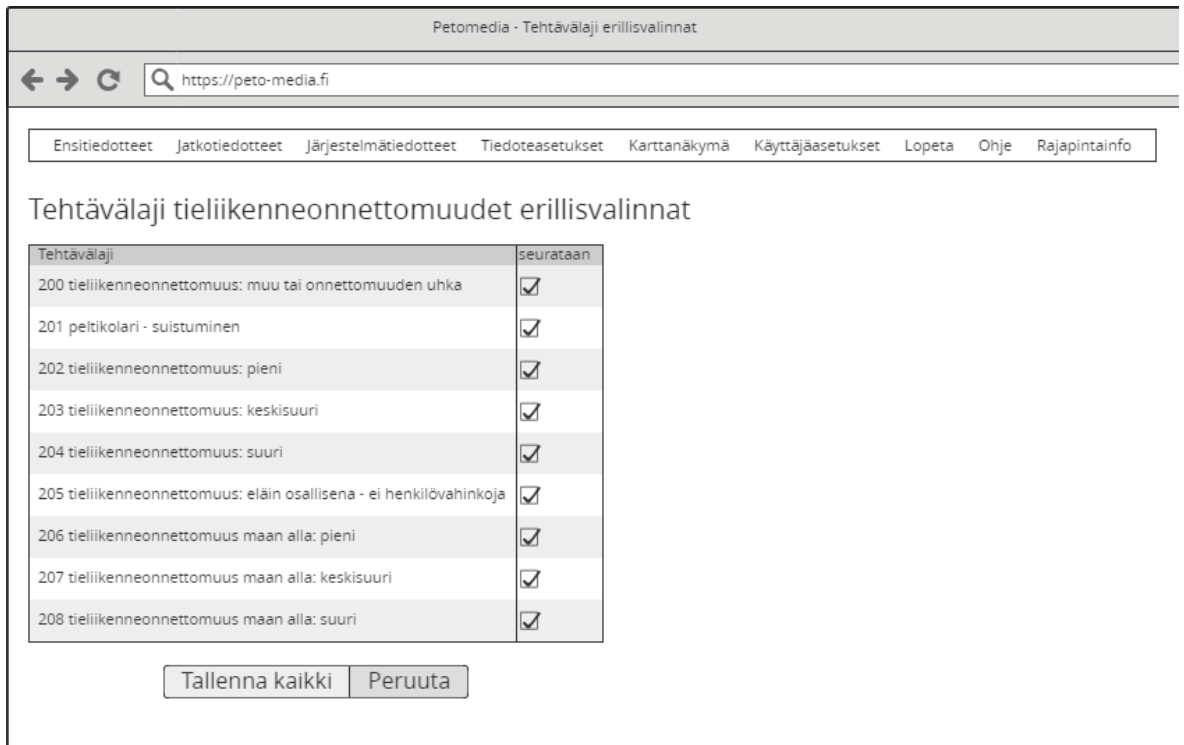 Petomedia - Tehtävälaji erillisvalinnat
https://peto-media.fi
Ensitiedotteet Jatkotiedotteet Järjestelmätiedotteet Tiedoteasetukset Karttanäkymä Käyttäjäasetukset Lopeta Ohje Rajapintainfo
Tehtävälaji tieliikenneonnettomuudet erillisvalinnat
Tehtävälaji seurataan
200 tieliikenneonnettomuus: muu tai onnettomuuden uhka
201 peltikolari - suistuminen
202 tieliikenneonnettomuus: pieni
203 tieliikenneonnettomuus: keskisuuri
204 tieliikenneonnettomuus: suuri
205 tieliikenneonnettomuus: eläin osallisena - ei henkilövahinkoja
206 tieliikenneonnettomuus maan alla: pieni
207 tieliikenneonnettomuus maan alla: keskisuuri
208 tieliikenneonnettomuus maan alla: suuri
Tallenna kaikki Peruuta